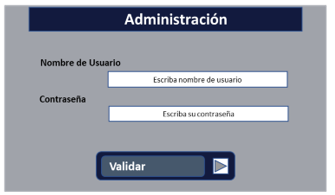 Administración
Nombre de Usuario
Escriba nombre de usuario
Contraseña
Escriba su contraseña
Validar